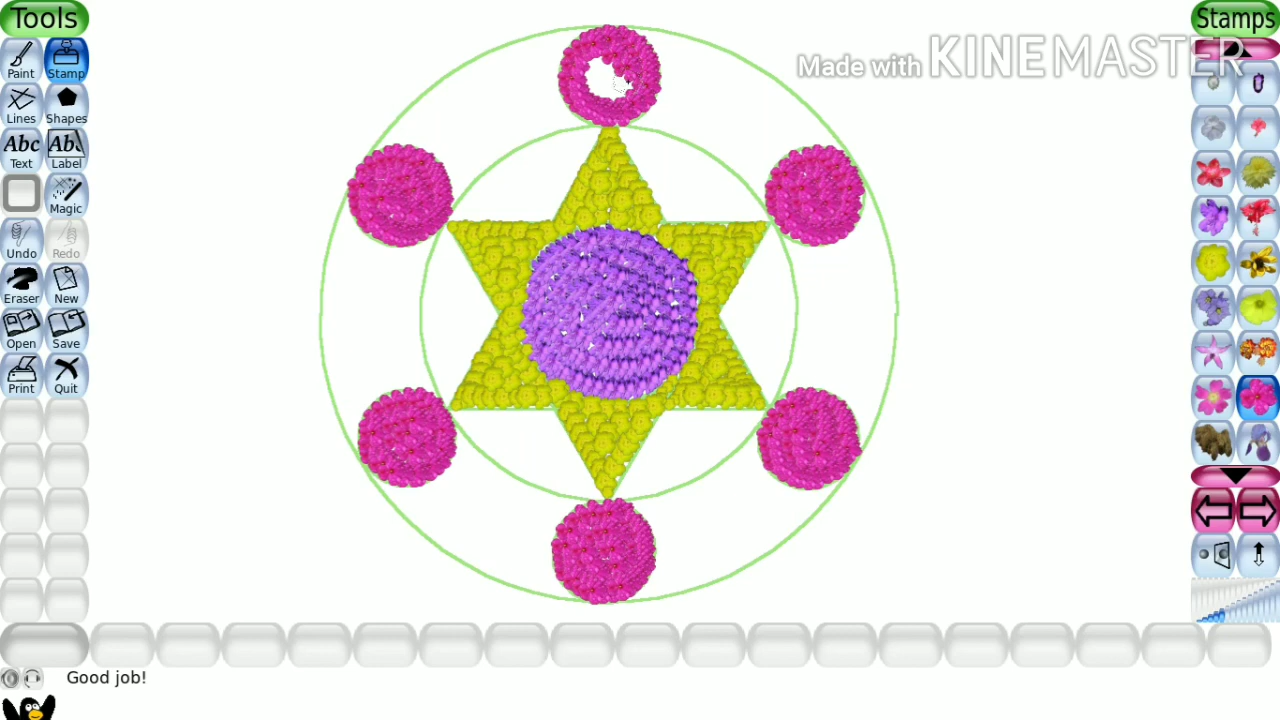 Tools
Stamps
Made with KINEMASTER
Paint
Stamp
Lines
Shapes
Abc
Abc
Text
Label
Magic
Undo
Redo
Eraser
New
Open
Save
Print
Quit
Good job!